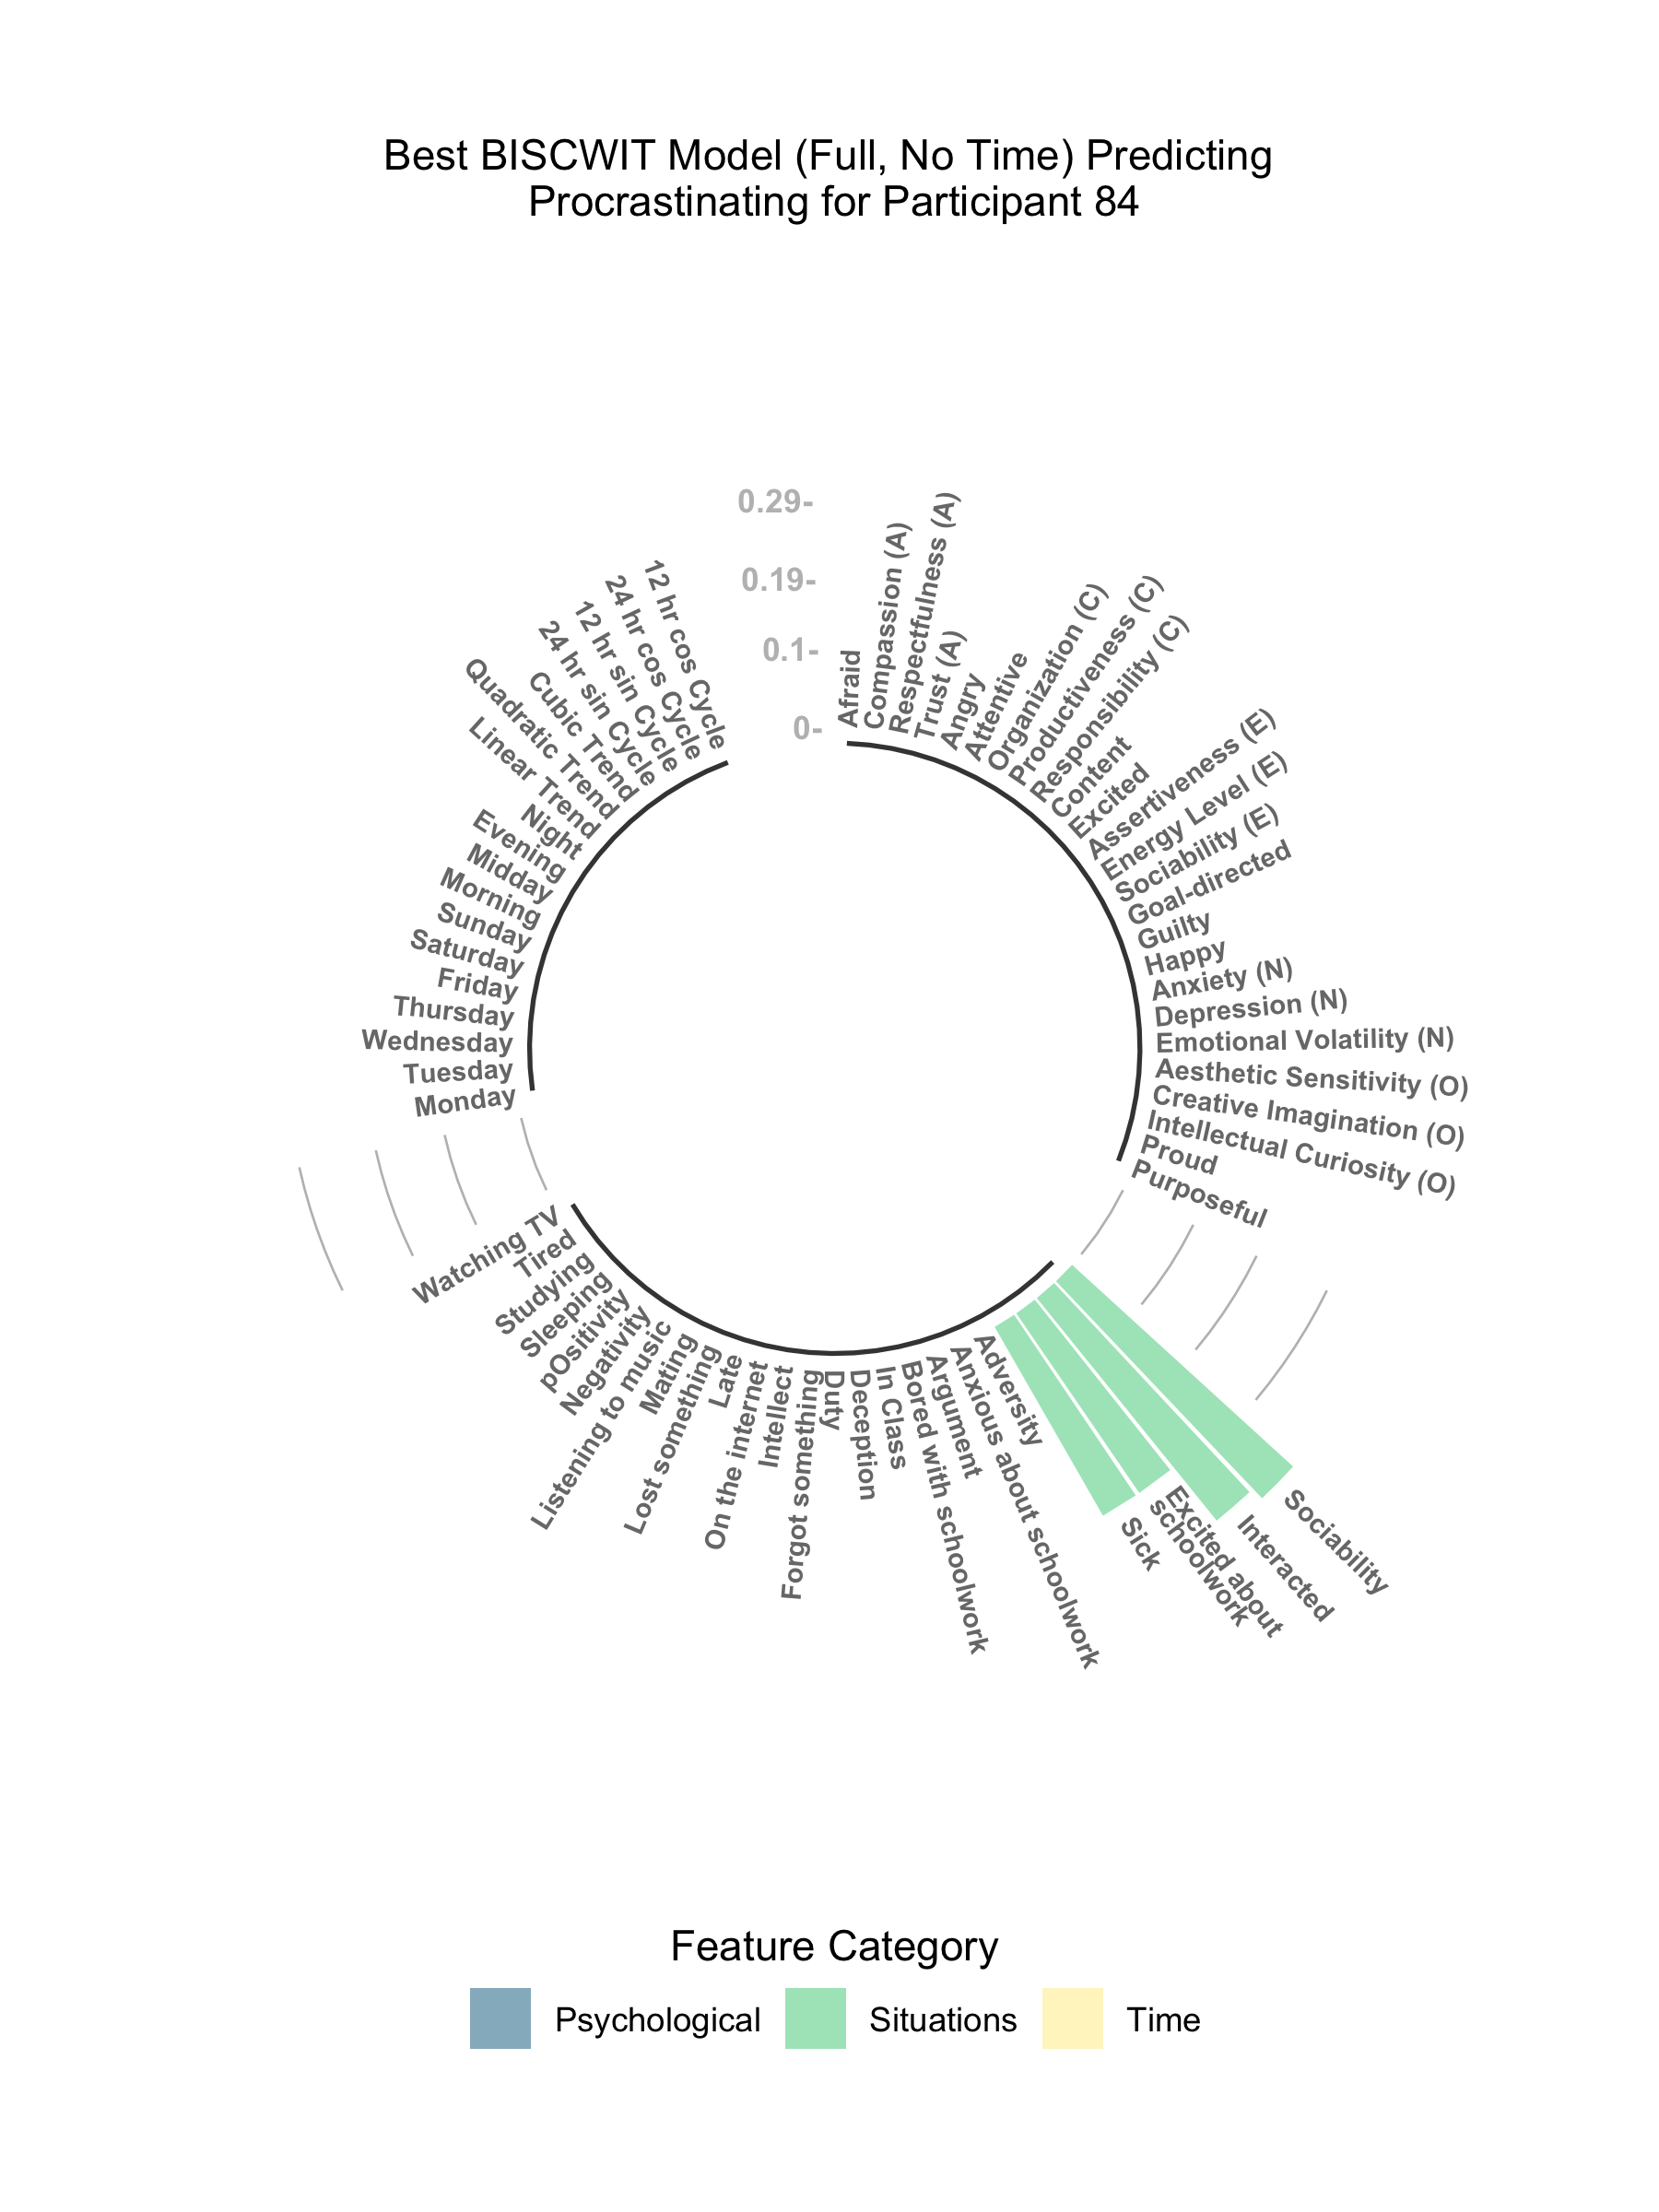 Best BISCWIT Model (Full, No Time) Predicting
Procrastinating for Participant 84
0.29-
0.19-
0.1-
0-
Afraid
Compassion (A)
Respectfulness (A)
Trust (A)
Angry
Attentive
Organization (C)
Productiveness (C)
Responsibility (C)
Content
Excited
Assertiveness (E)
Energy Level (E)
Sociability (E)
Goal-directed
Guilty
Happy
Anxiety (N)
Depression (N)
Emotional Volatility (N)
Aesthetic Sensitivity (O)
Creative Imagination (O)
Intellectual Curiosity (O)
Proud
Purposeful
Sociability
Interacted
Excited about
schoolwork
Sick
Adversity
Anxious about schoolwork
Argument
Bored with schoolwork
In Class
Deception
Duty
Forgot something
Intellect
On the internet
Late
Lost something
Mating
Listening to music
Negativity
pOsitivity
Sleeping
Studying
Tired
Watching TV
Monday
Tuesday
Wednesday
Thursday
Friday
Saturday
Sunday
Morning
Midday
Evening
Night
Linear Trend
Quadratic Trend
Cubic Trend
24 hr sin Cycle
12 hr sin Cycle
24 hr cos Cycle
12 hr cos Cycle
Feature Category
Psychological
Situations
Time